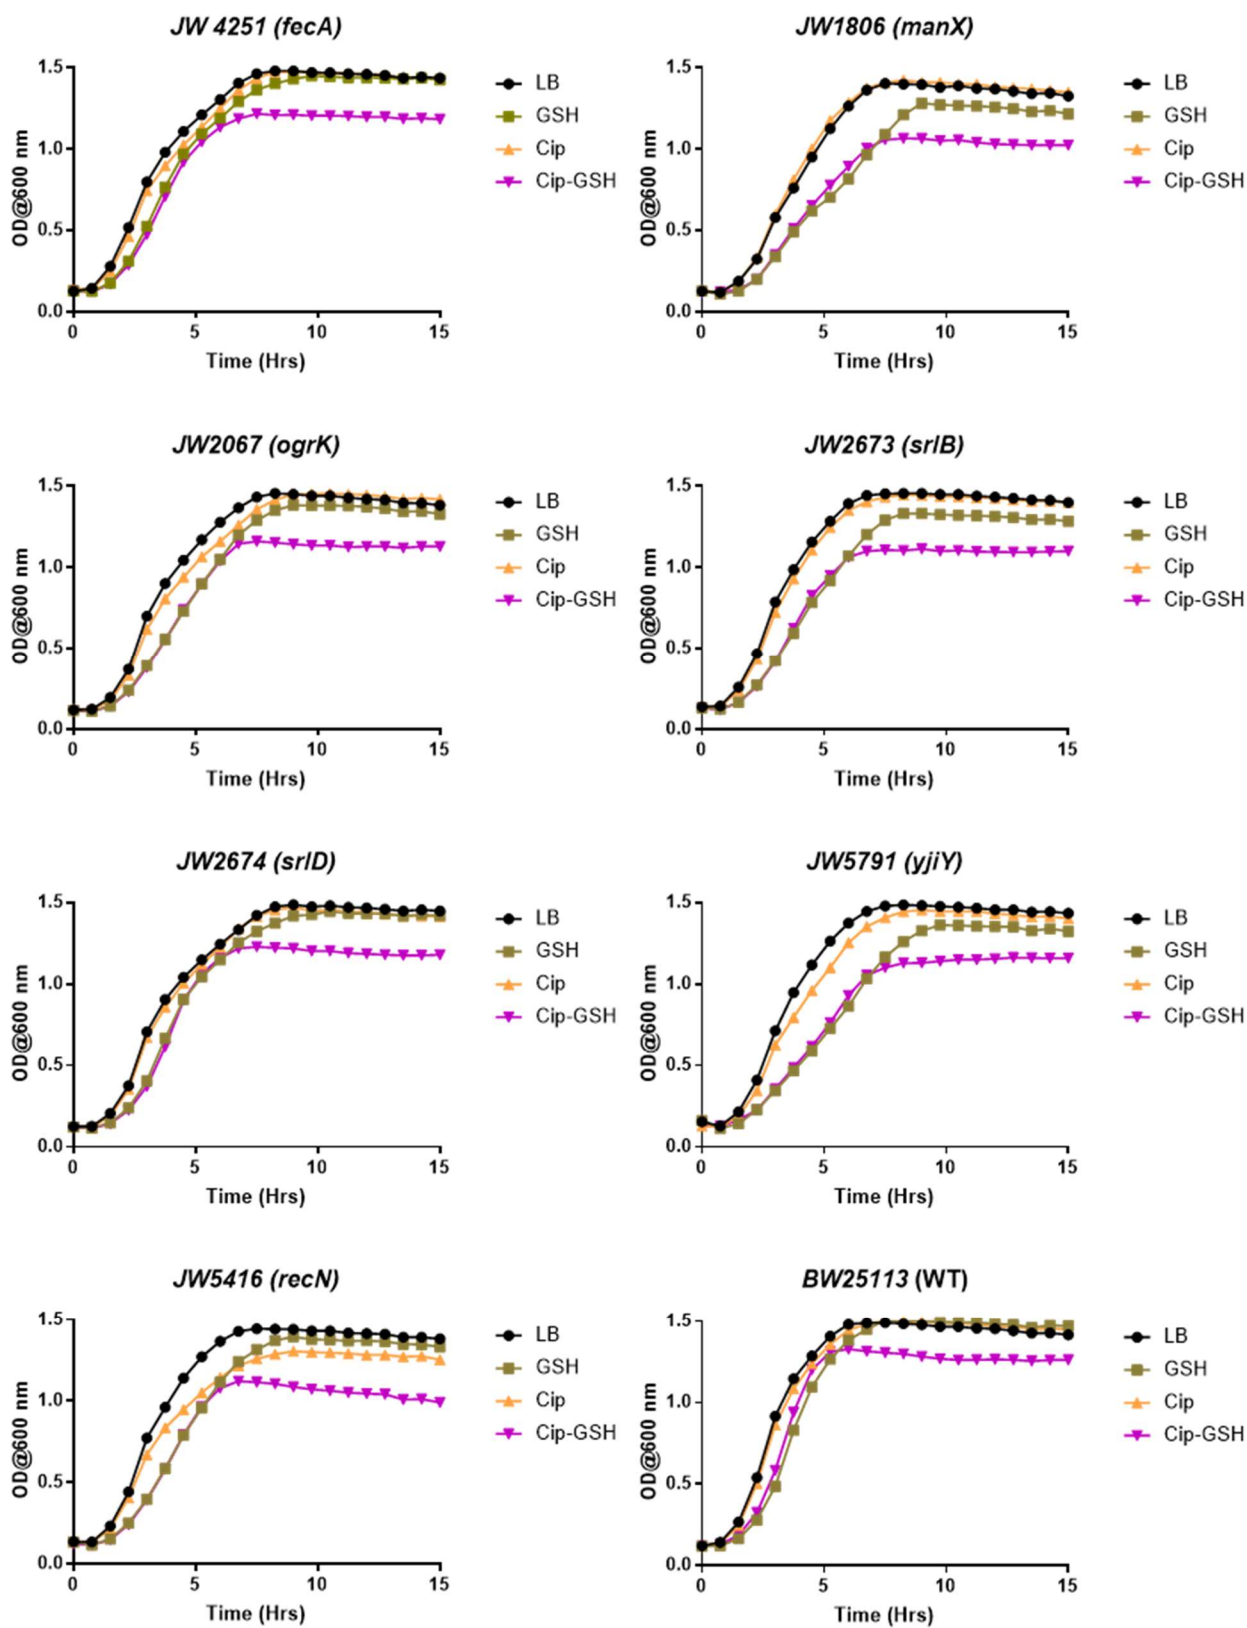 JW 4251 (fecA)
OD@600 nm
1.5
1.0
0.5
0.0
0 5 10 15
Time (Hrs)
LB
GSH
Cip
Cip-GSH
JW1806 (manX)
OD@600 nm
1.5
1.0
0.5
0.0
0 5 10 15
Time (Hrs)
LB
GSH
Cip
Cip-GSH
JW2067 (ogrK)
OD@600 nm
1.5
1.0
0.5
0.0
0 5 10 15
Time (Hrs)
LB
GSH
Cip
Cip-GSH
JW2673 (srlB)
OD@600 nm
1.5
1.0
0.5
0.0
0 5 10 15
Time (Hrs)
LB
GSH
Cip
Cip-GSH
JW2674 (srlD)
OD@600 nm
1.5
1.0
0.5
0.0
0 5 10 15
Time (Hrs)
LB
GSH
Cip
Cip-GSH
JW5791 (yjiY)
OD@600 nm
1.5
1.0
0.5
0.0
0 5 10 15
Time (Hrs)
LB
GSH
Cip
Cip-GSH
JW5416 (recN)
OD@600 nm
1.5
1.0
0.5
0.0
0 5 10 15
Time (Hrs)
LB
GSH
Cip
Cip-GSH
BW25113 (WT)
OD@600 nm
1.5
1.0
0.5
0.0
0 5 10 15
Time (Hrs)
LB
GSH
Cip
Cip-GSH